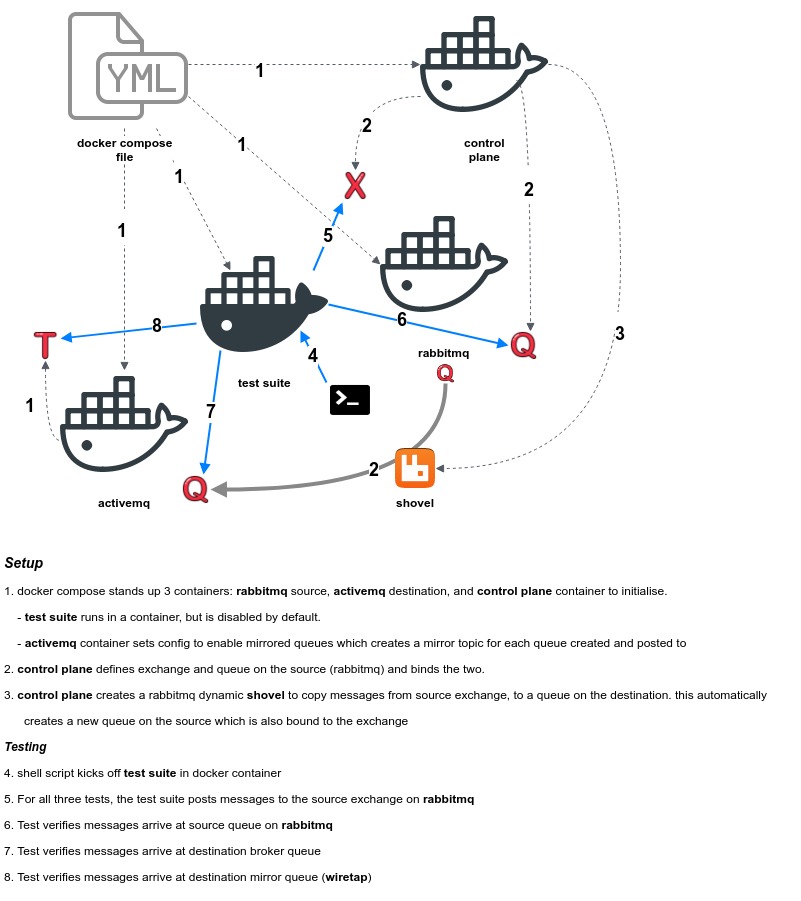 YML
1
1
1
1
1
2
2
3
docker compose
file
control
plane
X
5
8
6
T
test suite
4
>_
rabbitmq
Q
Q
7
2
activemq
Q
shovel
Setup
1. docker compose stands up 3 containers: rabbitmq source, activemq destination, and control plane container to initialise.
- test suite runs in a container, but is disabled by default.
- activemq container sets config to enable mirrored queues which creates a mirror topic for each queue created and posted to
2. control plane defines exchange and queue on the source (rabbitmq) and binds the two.
3. control plane creates a rabbitmq dynamic shovel to copy messages from source exchange, to a queue on the destination. this automatically
creates a new queue on the source which is also bound to the exchange
Testing
4. shell script kicks off test suite in docker container
5. For all three tests, the test suite posts messages to the source exchange on rabbitmq
6. Test verifies messages arrive at source queue on rabbitmq
7. Test verifies messages arrive at destination broker queue
8. Test verifies messages arrive at destination mirror queue (wiretap)